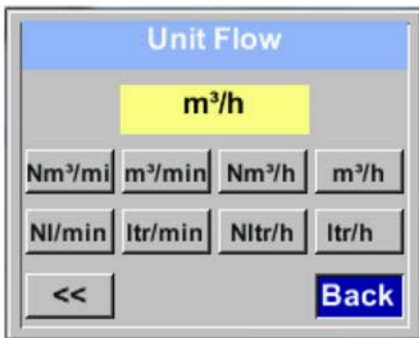 Unit Flow
m³/h
Nm³/mi m³/min Nm³/h m³/h
Nl/min ltr/min Nltr/h ltr/h
<< Back